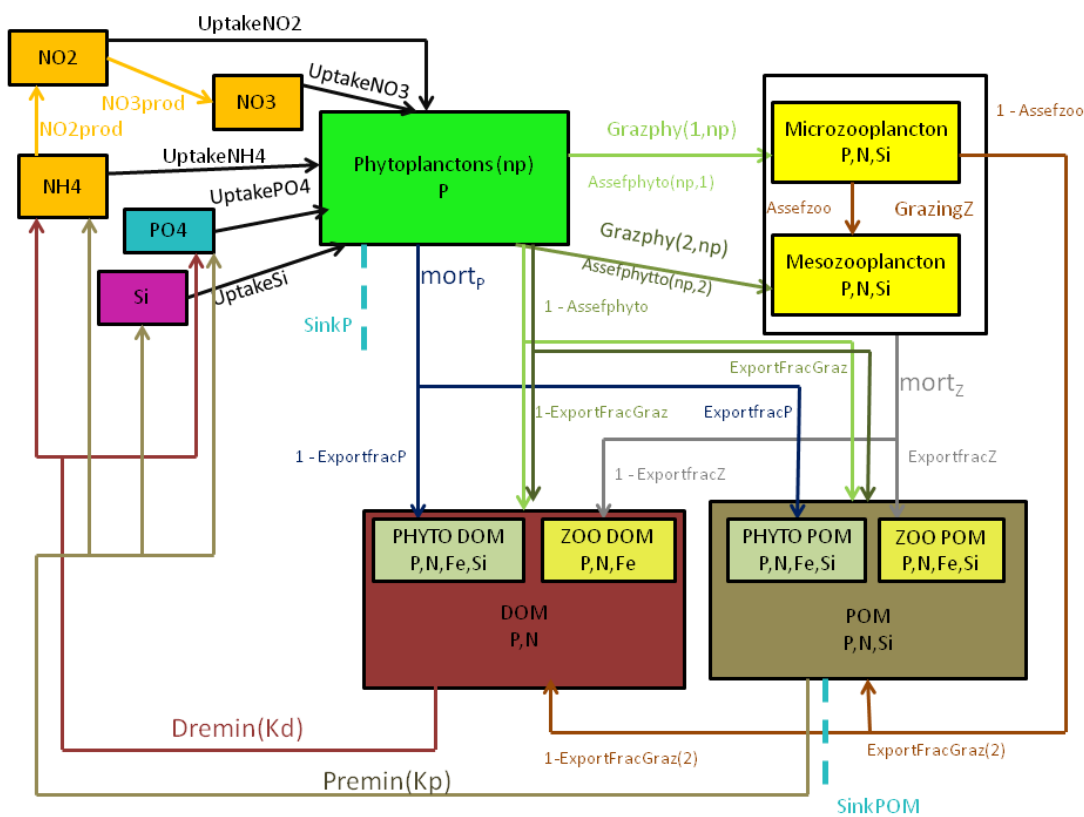 UptakeNO2
NO2
UptakeNO3
NO3prod
NO3
NO2prod
1 - Assefzoo
Grazphy(1,np)
Microzooplancton
P,N,Si
UptakeNH4
Phytoplanctons (np)
P
NH4
UptakePO4
Assefphyto(np,1)
Assefzoo
GrazingZ
PO4
Grazphy(2,np)
Mesozooplancton
P,N,Si
Si
UptakeSi
mortP
Assefphytto(np,2)
1 - Assefphyto
SinkP
ExportFracGraz
mortZ
1-ExportFracGraz
ExportfracP
1 - ExportfracP
1 - ExportfracZ
ExportfracZ
PHYTO DOM
P,N,Fe,Si
ZOO DOM
P,N,Fe
PHYTO POM
P,N,Fe,Si
ZOO POM
P,N,Fe,Si
DOM
P,N
POM
P,N,Si
Dremin(Kd)
1-ExportFracGraz(2)
ExportFracGraz(2)
Premin(Kp)
SinkPOM